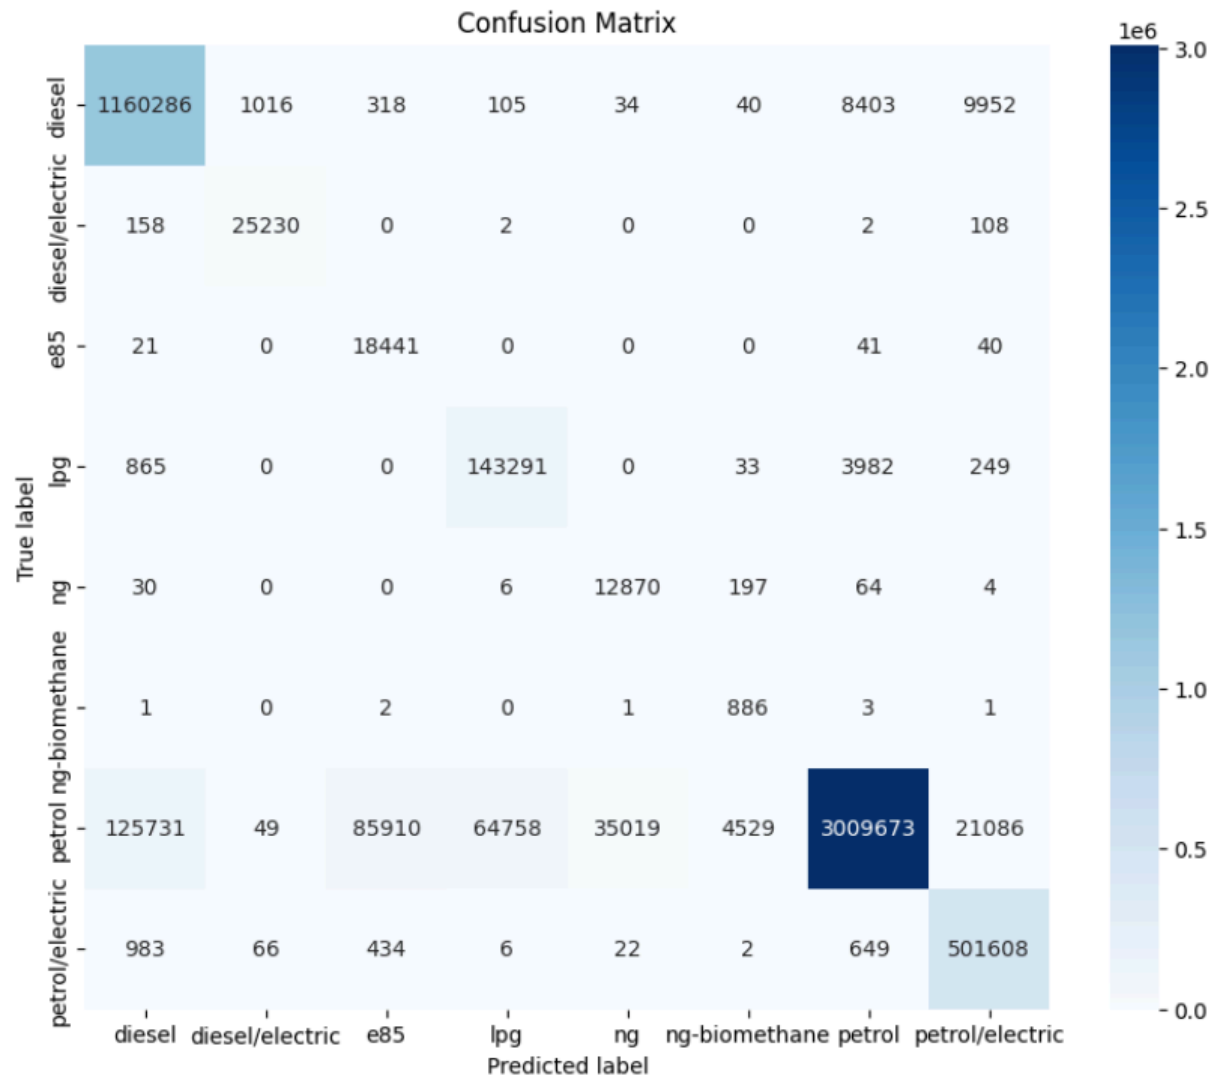 Confusion Matrix
1e6
diesel 1160286 1016 318 105 34 40 8403 9952
diesel/electric 158 25230 0 2 0 0 2 108
e85 21 0 18441 0 0 0 41 40
lpg 865 0 0 143291 0 33 3982 249
ng 30 0 0 6 12870 197 64 4
ng-biomethane 1 0 2 0 1 886 3 1
petrol 125731 49 85910 64758 35019 4529 3009673 21086
petrol/electric 983 66 434 6 22 2 649 501608
True label
diesel diesel/electric e85 lpg ng ng-biomethane petrol petrol/electric
Predicted label
3.0
2.5
2.0
1.5
1.0
0.5
0.0